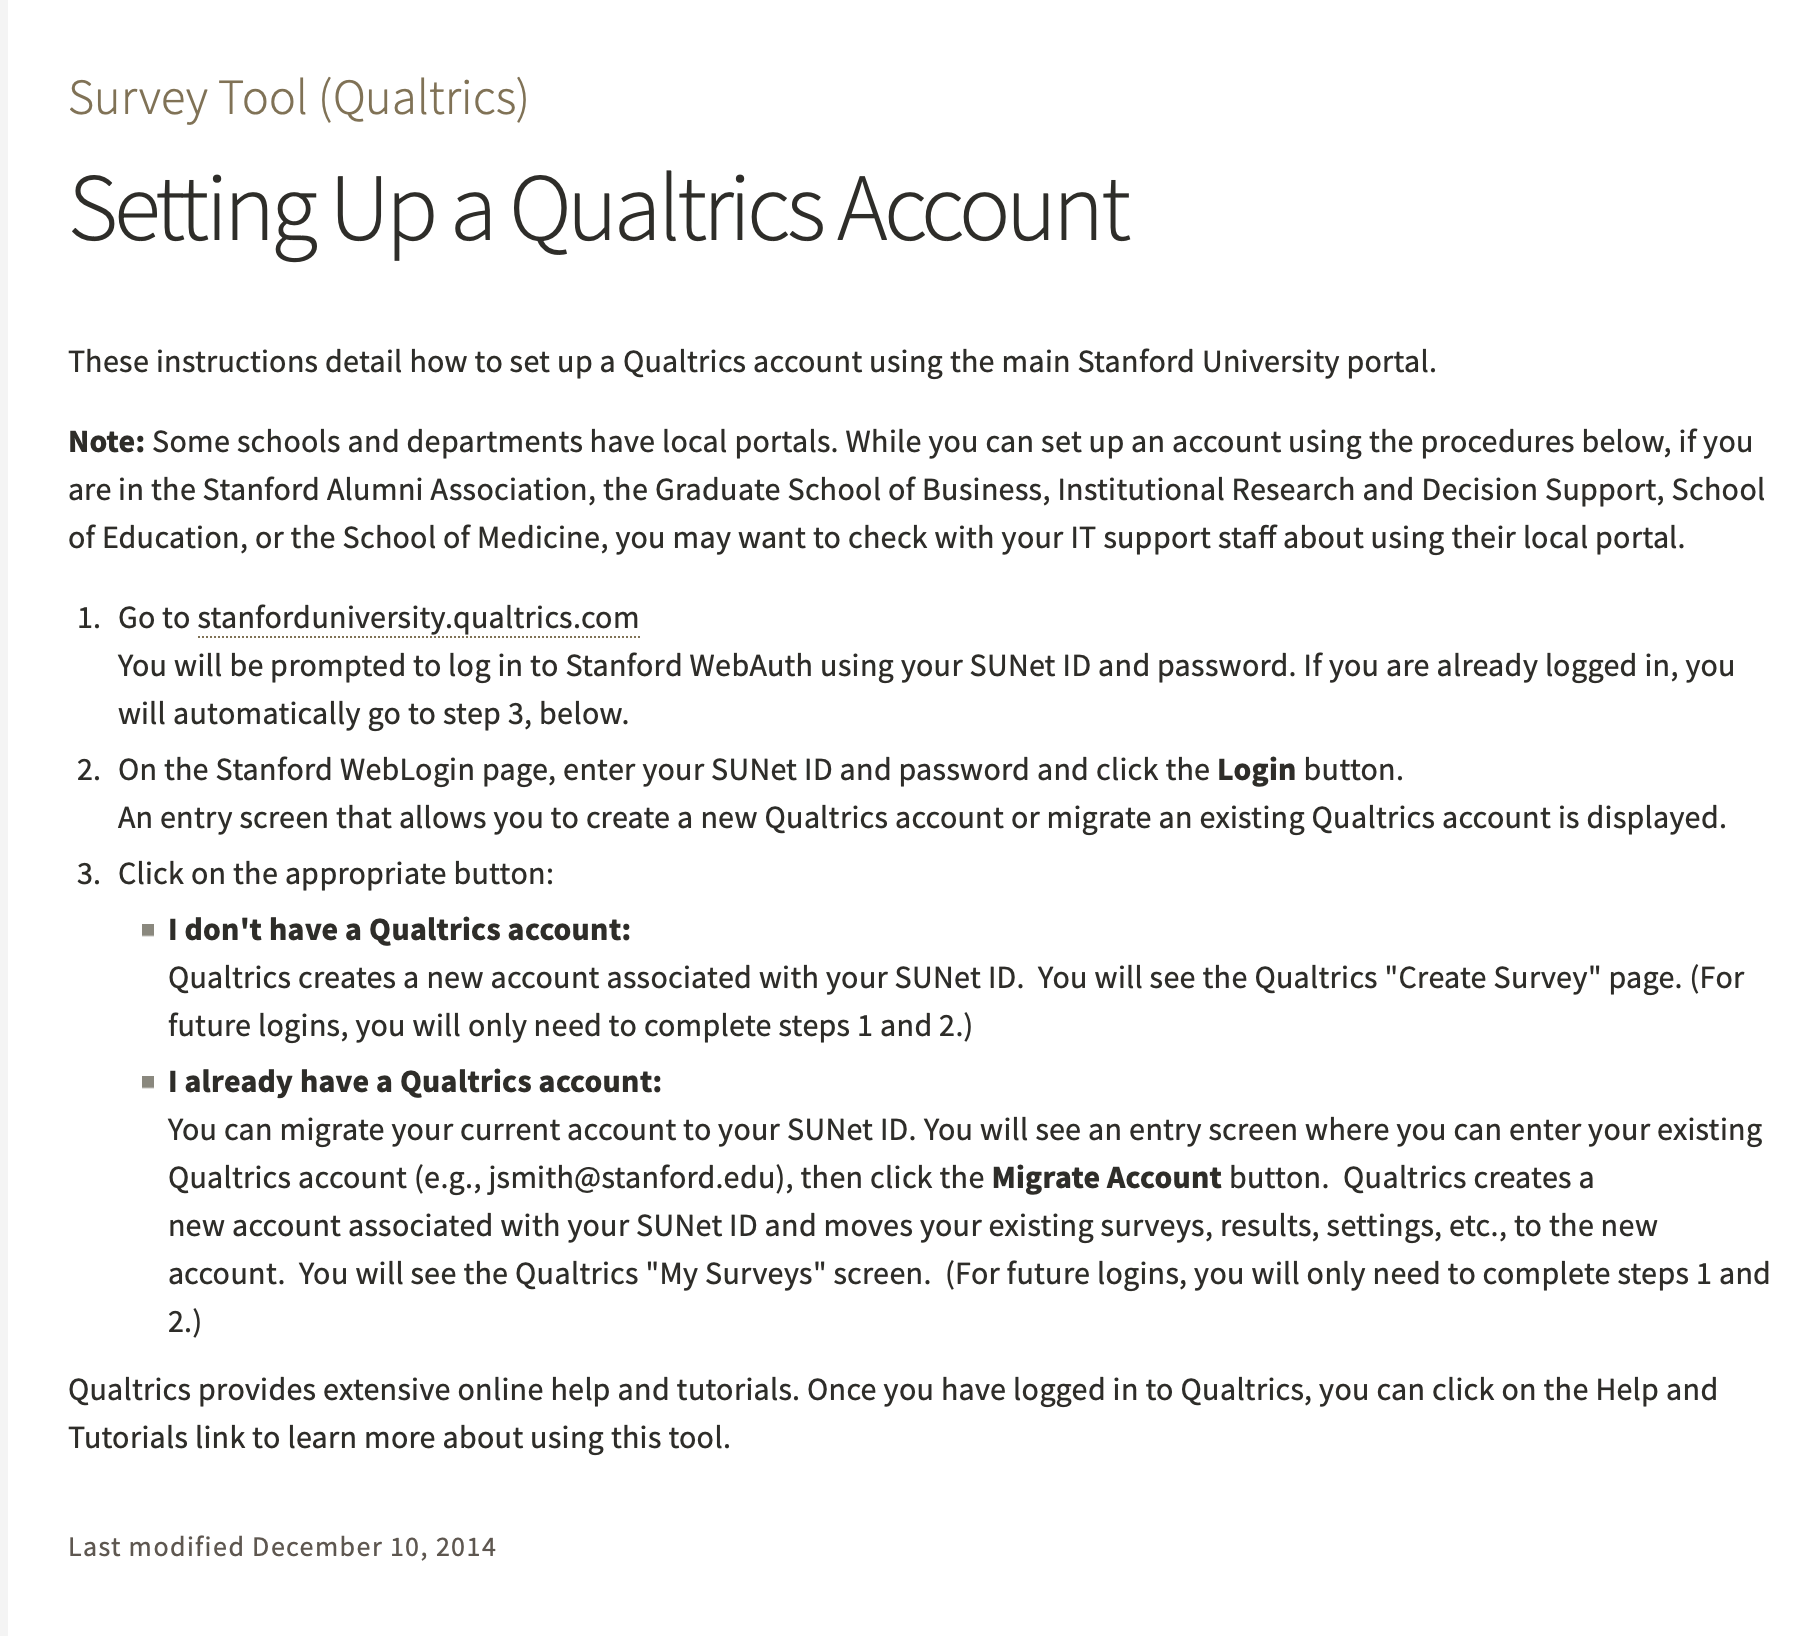 Survey Tool (Qualtrics)
Setting Up a Qualtrics Account
These instructions detail how to set up a Qualtrics account using the main Stanford University portal.
Note: Some schools and departments have local portals. While you can set up an account using the procedures below, if you
are in the Stanford Alumni Association, the Graduate School of Business, Institutional Research and Decision Support, School
of Education, or the School of Medicine, you may want to check with your IT support staff about using their local portal.
1. Go to stanforduniversity.qualtrics.com
You will be prompted to log in to Stanford WebAuth using your SUNet ID and password. If you are already logged in, you
will automatically go to step 3, below.
2. On the Stanford WebLogin page, enter your SUNet ID and password and click the Login button.
An entry screen that allows you to create a new Qualtrics account or migrate an existing Qualtrics account is displayed.
3. Click on the appropriate button:
■ I don't have a Qualtrics account:
Qualtrics creates a new account associated with your SUNet ID.  You will see the Qualtrics "Create Survey" page. (For
future logins, you will only need to complete steps 1 and 2.)
■ I already have a Qualtrics account:
You can migrate your current account to your SUNet ID. You will see an entry screen where you can enter your existing
Qualtrics account (e.g., jsmith@stanford.edu), then click the Migrate Account button.  Qualtrics creates a
new account associated with your SUNet ID and moves your existing surveys, results, settings, etc., to the new
account.  You will see the Qualtrics "My Surveys" screen.  (For future logins, you will only need to complete steps 1 and
2.)
Qualtrics provides extensive online help and tutorials. Once you have logged in to Qualtrics, you can click on the Help and
Tutorials link to learn more about using this tool.
Last modified December 10, 2014